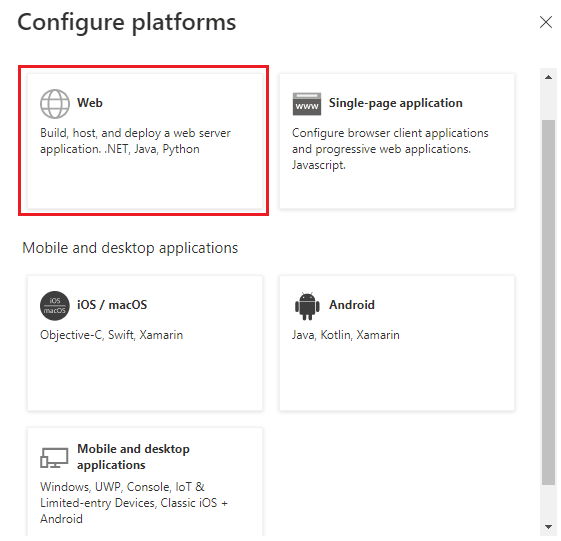 Configure platforms
Web
Build, host, and deploy a web server
application. .NET, Java, Python
www
Single-page application
Configure browser client applications
and progressive web applications.
Javascript.
Mobile and desktop applications
iOS
macOS
iOS / macOS
Objective-C, Swift, Xamarin
Android
Java, Kotlin, Xamarin
Mobile and desktop
applications
Windows, UWP, Console, IoT &
Limited-entry Devices, Classic iOS +
Android